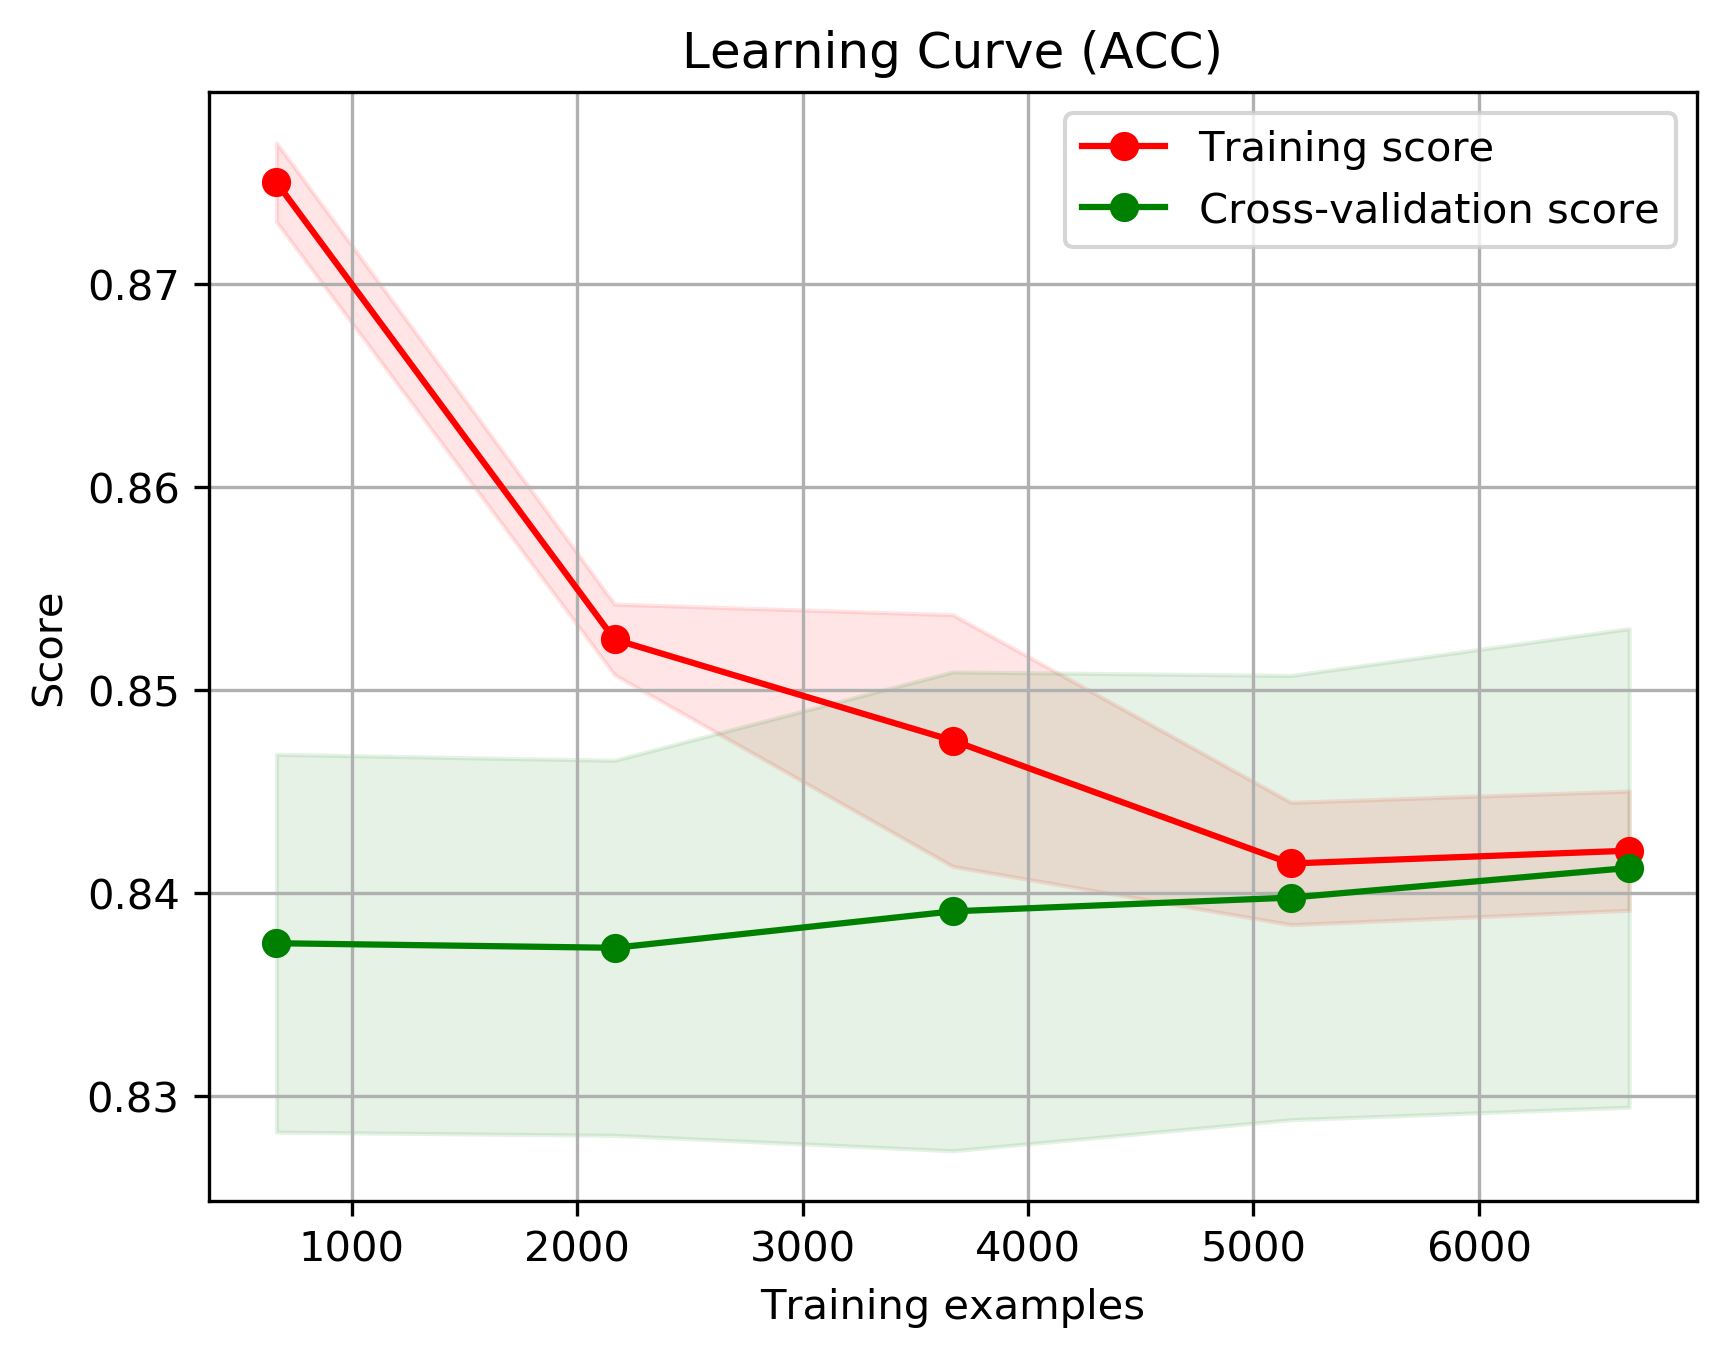 Learning Curve (ACC)
Training score
Cross-validation score
0.87
0.86
0.85
0.84
0.83
Score
1000
2000
3000
4000
5000
6000
Training examples